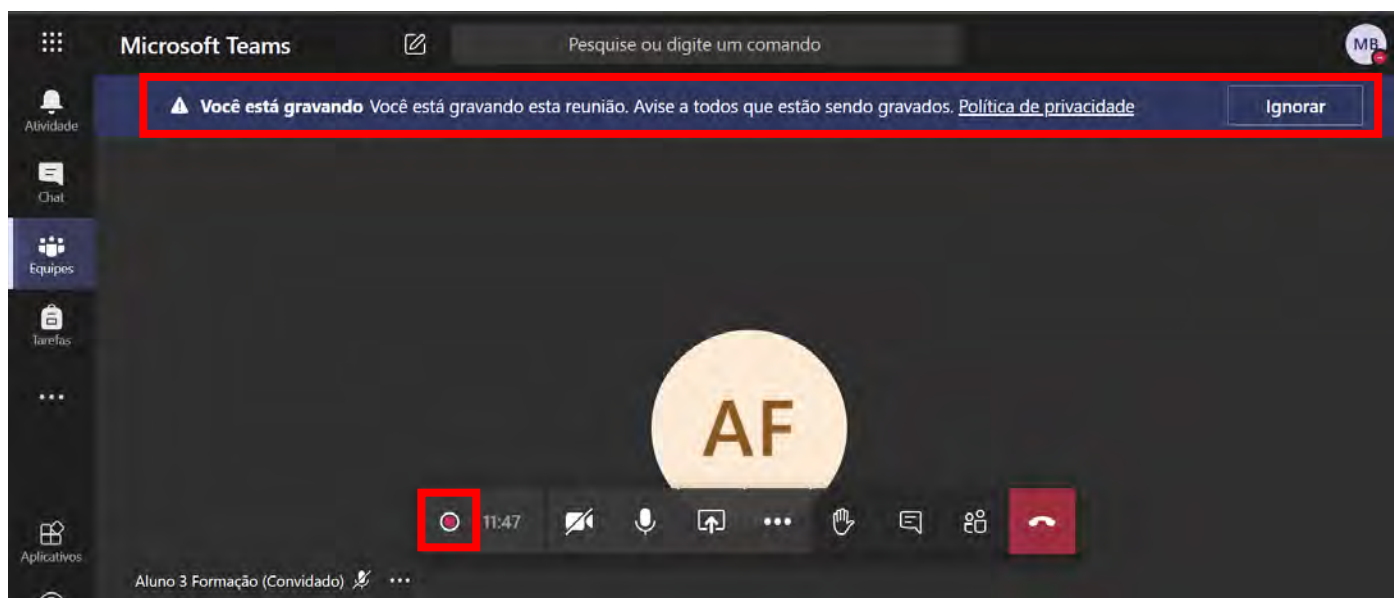 Microsoft Teams
Pesquise ou digite um comando
MB
Você está gravando Você está gravando esta reunião. Avise a todos que estão sendo gravados. Política de privacidade
Ignorar
Atividade
Chat
Equipes
Tarefas
AF
11:47
Aplicativos
Aluno 3 Formação (Convidado)